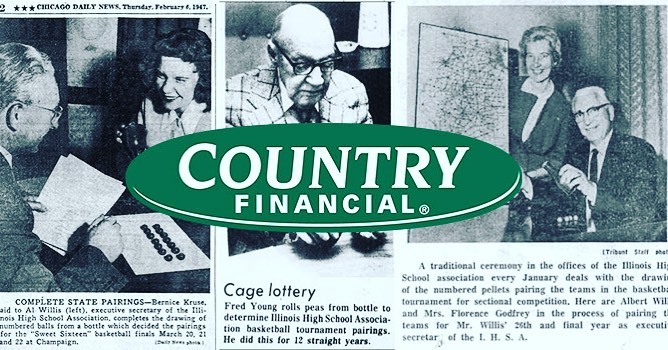 2 ★★★ CHICAGO DAILY NEWS, Thursday, February 6, 1947.
COUNTRY
FINANCIAL®
COMPLETE STATE PAIRINGS—Bernice Kruse,
aid to Al Willis (left), executive secretary of the Illi-
nois High School Association, completes the drawing
of numbered balls from a bottle which decided the pairings
for the "Sweet Sixteen" basketball finals March 20, 21
and 22 at Champaign.
(Daily News photo.)
Cage lottery
Fred Young rolls peas from bottle to
determine Illinois High School Associa-
tion basketball tournament pairings.
He did this for 12 straight years.
[Tribune Staff
A traditional ceremony in the offices of the Illinois Hig
School association every January deals with the drawin
of the numbered pellets pairing the teams in the basketba
tournament for sectional competition. Here are Albert Wil
and Mrs. Florence Godfrey in the process of pairing t
teams for Mr. Willis' 26th and final year as executi
secretary of the I. H. S. A.